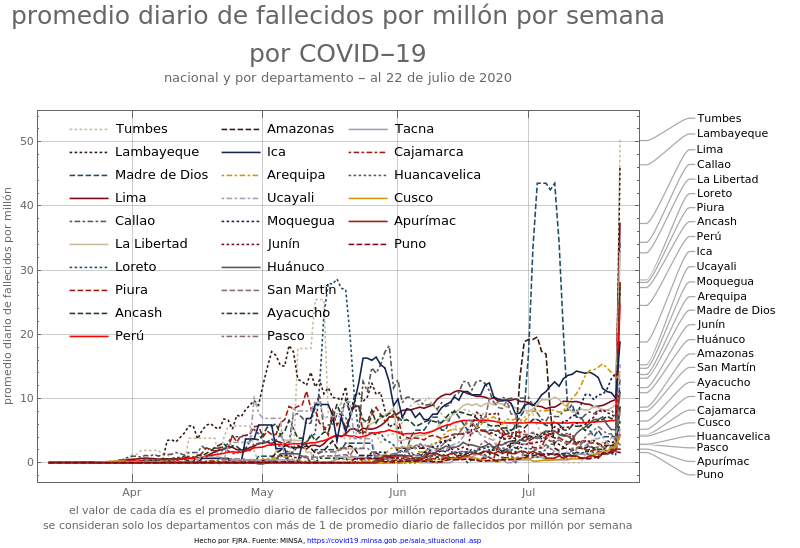 promedio diario de fallecidos por millón por semana
por COVID−19
nacional y por departamento − al 22 de julio de 2020
promedio diario de fallecidos por millón
50
40
30
20
10
0
Apr
May
Jun
Jul
Tumbes
Lambayeque
Madre de Dios
Lima
Callao
La Libertad
Loreto
Piura
Ancash
Perú
Amazonas
Ica
Arequipa
Ucayali
Moquegua
Junín
Huánuco
San Martín
Ayacucho
Pasco
Tacna
Cajamarca
Huancavelica
Cusco
Apurímac
Puno
Tumbes
Lambayeque
Lima
Callao
La Libertad
Loreto
Piura
Ancash
Perú
Ica
Ucayali
Moquegua
Arequipa
Madre de Dios
Junín
Huánuco
Amazonas
San Martín
Ayacucho
Tacna
Cajamarca
Cusco
Huancavelica
Pasco
Apurímac
Puno
el valor de cada día es el promedio diario de fallecidos por millón reportados durante una semana
se consideran solo los departamentos con más de 1 de promedio diario de fallecidos por millón por semana
Hecho por FJRA. Fuente: MINSA, https://covid19.minsa.gob.pe/sala_situacional .asp